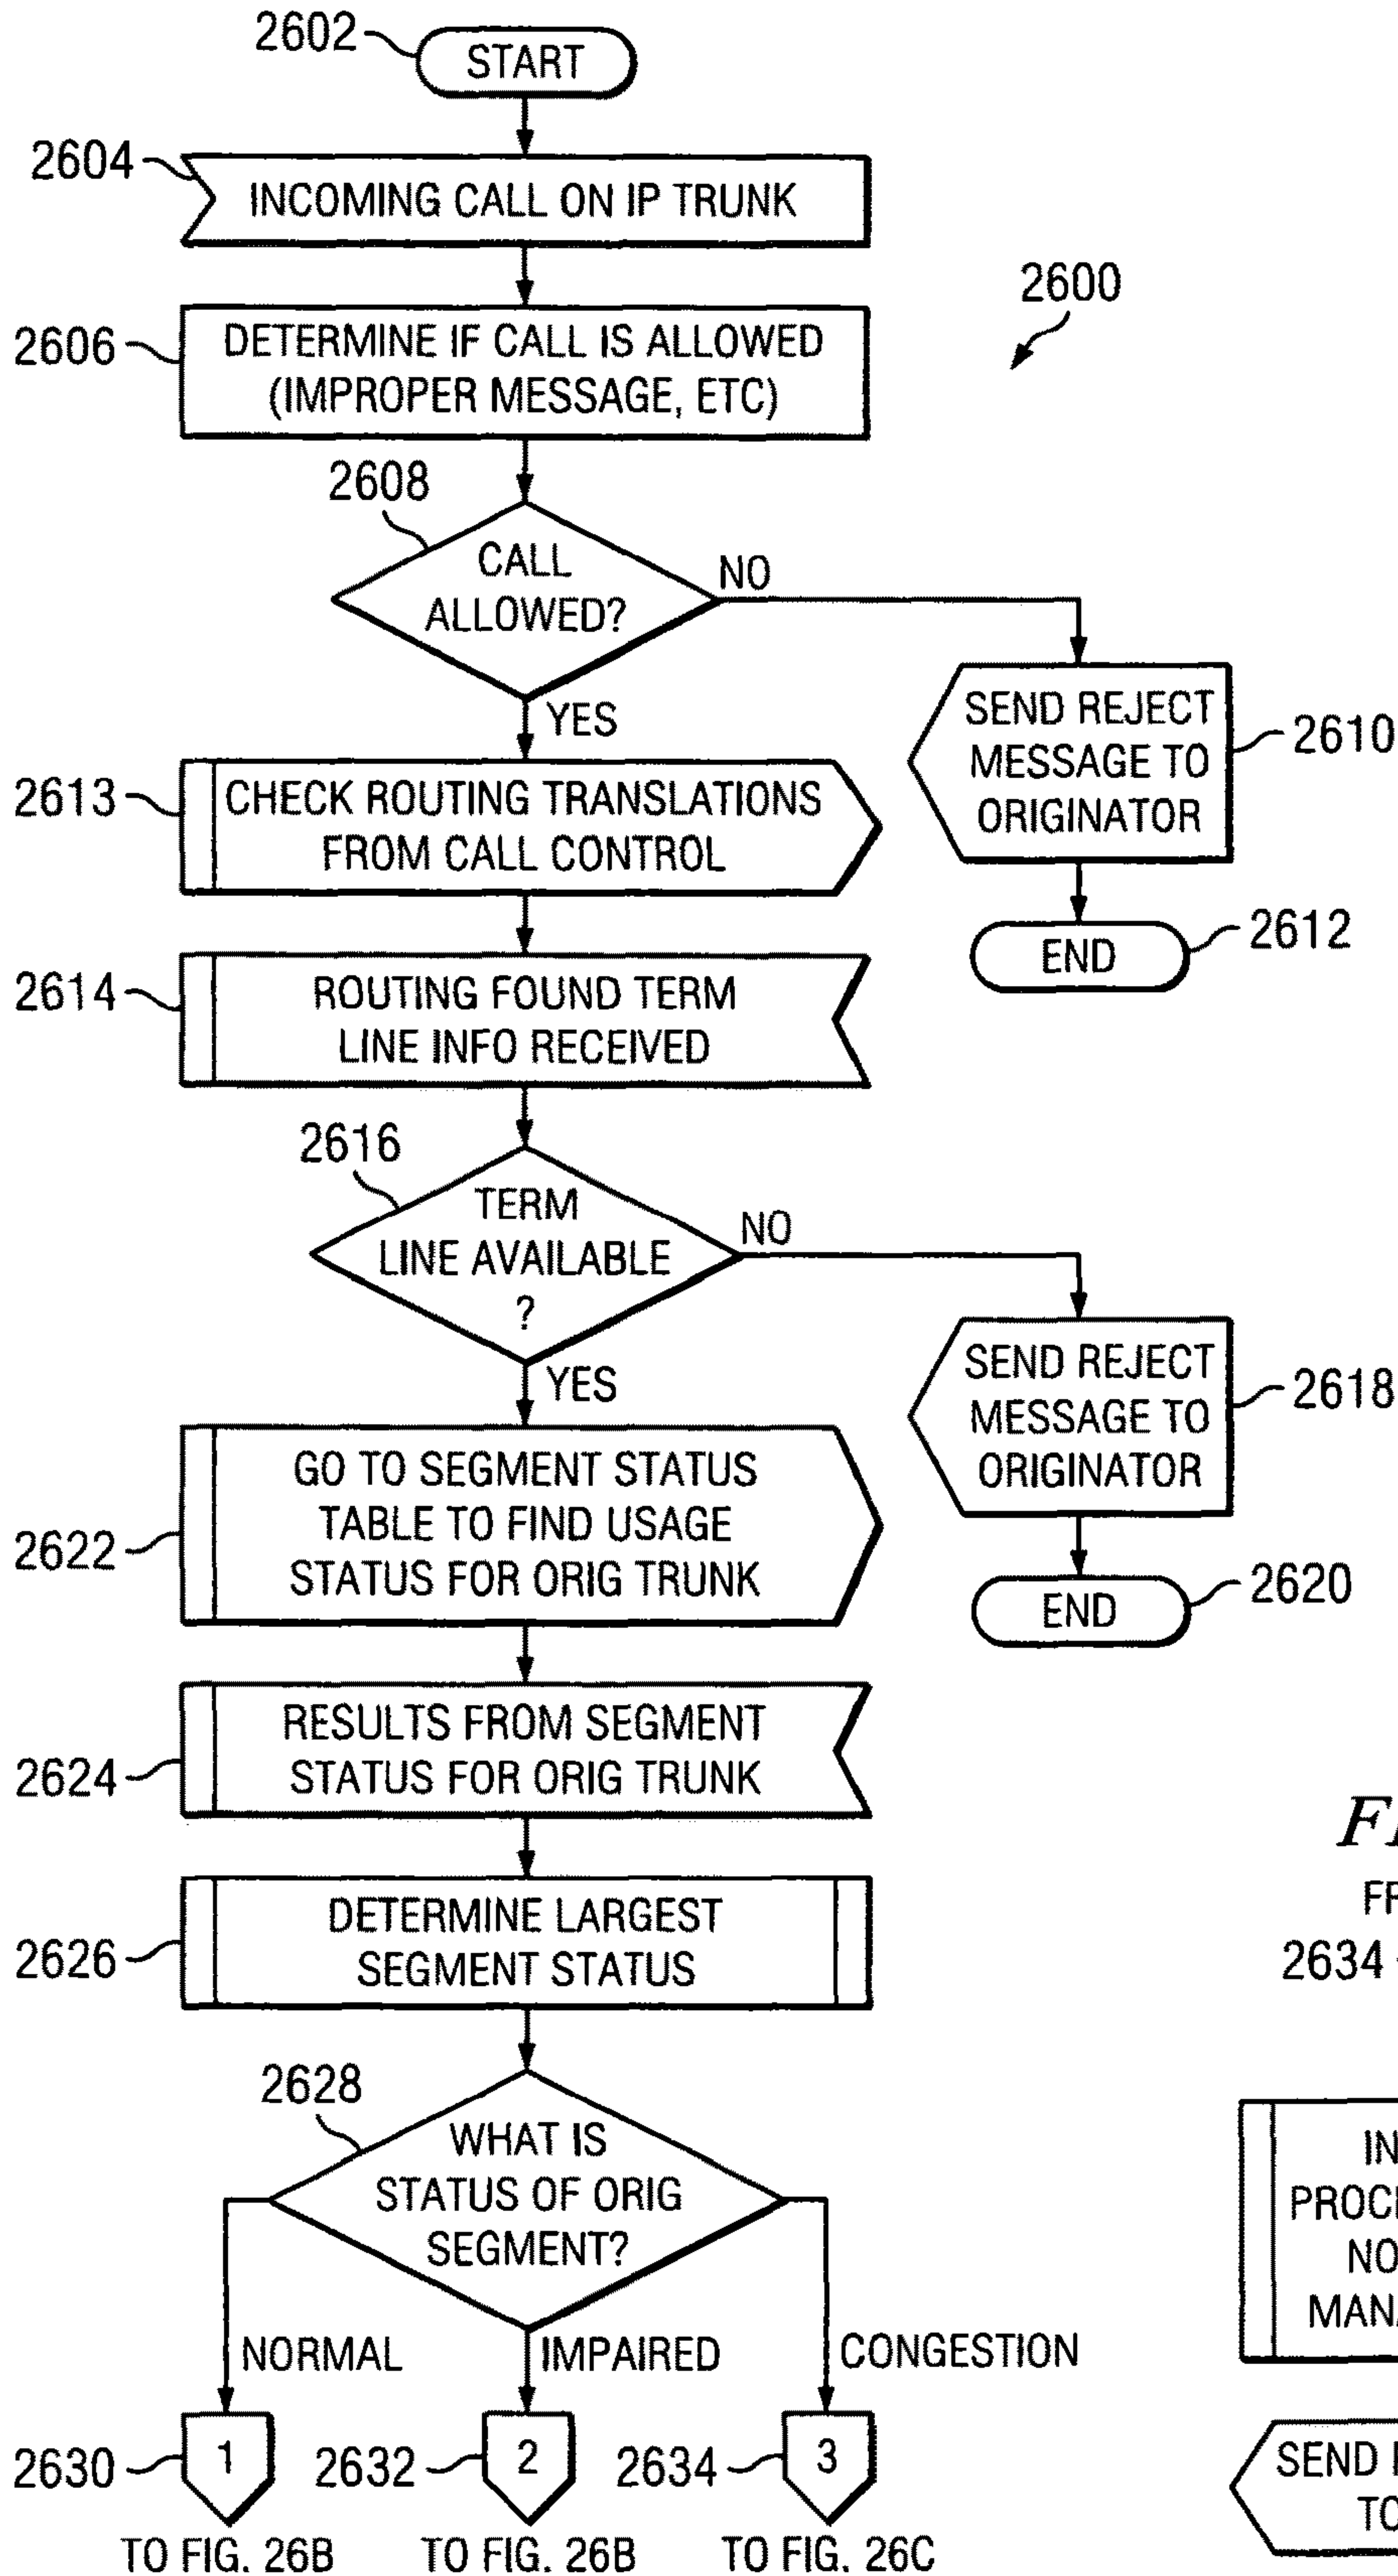 2602
START
2604
INCOMING CALL ON IP TRUNK
2600
2606
DETERMINE IF CALL IS ALLOWED
(IMPROPER MESSAGE, ETC)
2608
CALL
ALLOWED?
NO
YES
SEND REJECT
MESSAGE TO
ORIGINATOR
2610
END
2612
2613
CHECK ROUTING TRANSLATIONS
FROM CALL CONTROL
2614
ROUTING FOUND TERM
LINE INFO RECEIVED
2616
TERM
LINE AVAILABLE
?
NO
YES
SEND REJECT
MESSAGE TO
ORIGINATOR
2618
END
2620
2622
GO TO SEGMENT STATUS
TABLE TO FIND USAGE
STATUS FOR ORIG TRUNK
2624
RESULTS FROM SEGMENT
STATUS FOR ORIG TRUNK
2626
DETERMINE LARGEST
SEGMENT STATUS
2628
WHAT IS
STATUS OF ORIG
SEGMENT?
NORMAL
IMPAIRED
CONGESTION
2630
1
2632
2
2634
3
TO FIG. 26B
TO FIG. 26B
TO FIG. 26C
2634
IN
NO
SEND
TO